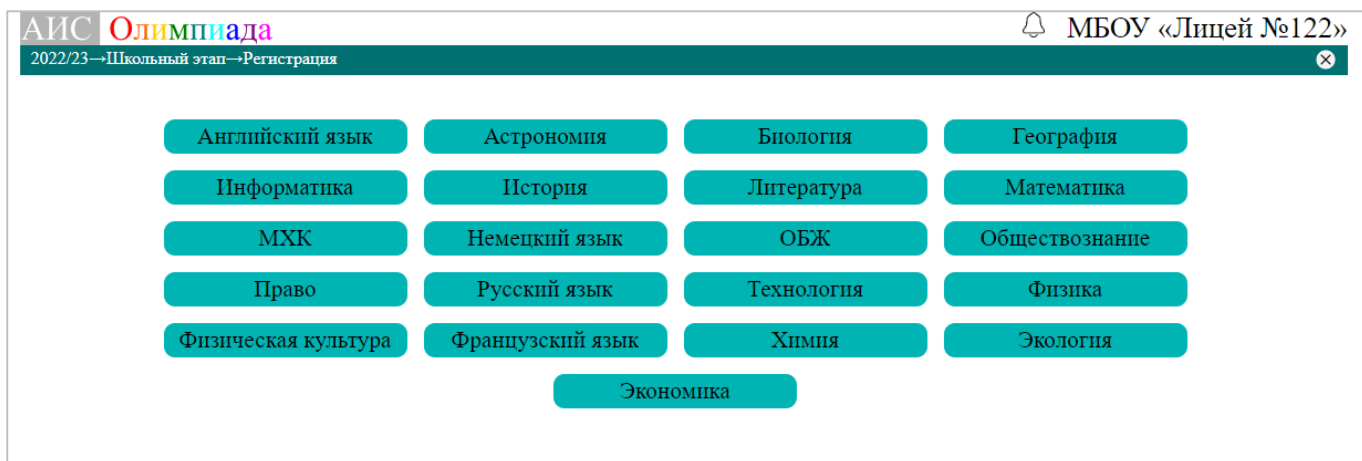 АИС Олимпиада МБОУ «Лицей №122»
2022/23→Школьный этап→Регистрация
Английский язык Астрономия Биология География
Информатика История Литература Математика
МХК Немецкий язык ОБЖ Обществознание
Право Русский язык Технология Физика
Физическая культура Французский язык Химия Экология
Экономика